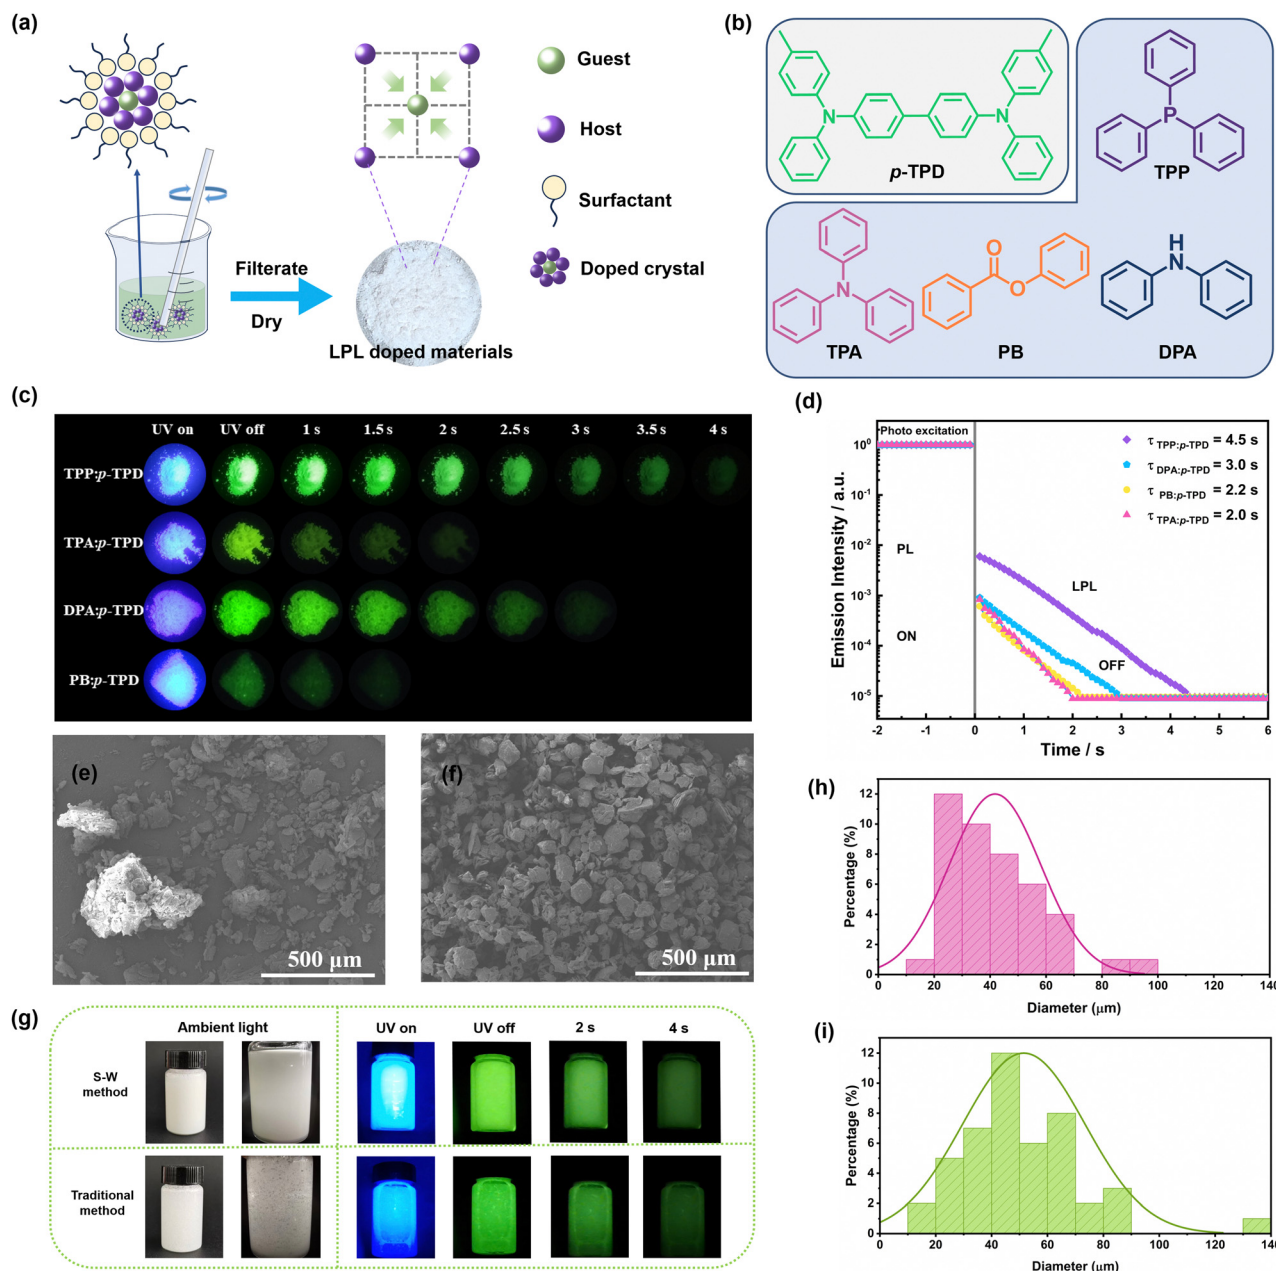 (a)
Guest
Host
Surfactant
Doped crystal
Filterate
Dry
LPL doped materials
(b)
p-TPD
N
N
P
TPP
N
TPA
O
O
PB
H
N
DPA
(c)
UV on UV off 1 s 1.5 s 2 s 2.5 s 3 s 3.5 s 4 s
TPP:p-TPD
TPA:p-TPD
DPA:p-TPD
PB:p-TPD
(d)
Photo excitation
τ TPP:p-TPD = 4.5 s
τ DPA:p-TPD = 3.0 s
τ PB:p-TPD = 2.2 s
τ TPA:p-TPD = 2.0 s
PL
LPL
ON
OFF
10⁰
10⁻¹
10⁻²
10⁻³
10⁻⁴
10⁻⁵
Emission Intensity / a.u.
-2 -1 0 1 2 3 4 5 6
Time / s
(e)
500 μm
(f)
500 μm
(g)
Ambient light UV on UV off 2 s 4 s
S-W
method
Traditional
method
(h)
Percentage (%)
12
10
8
6
4
2
0
0 20 40 60 80 100 120 140
Diameter (μm)
(i)
Percentage (%)
12
10
8
6
4
2
0
0 20 40 60 80 100 120 140
Diameter (μm)